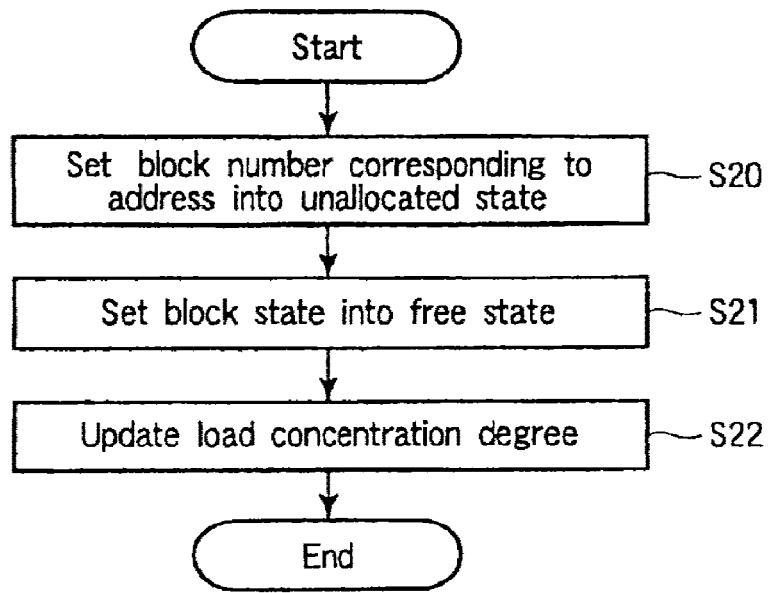 Start
Set block number corresponding to
address into unallocated state
S20
Set block state into free state
S21
Update load concentration degree
S22
End